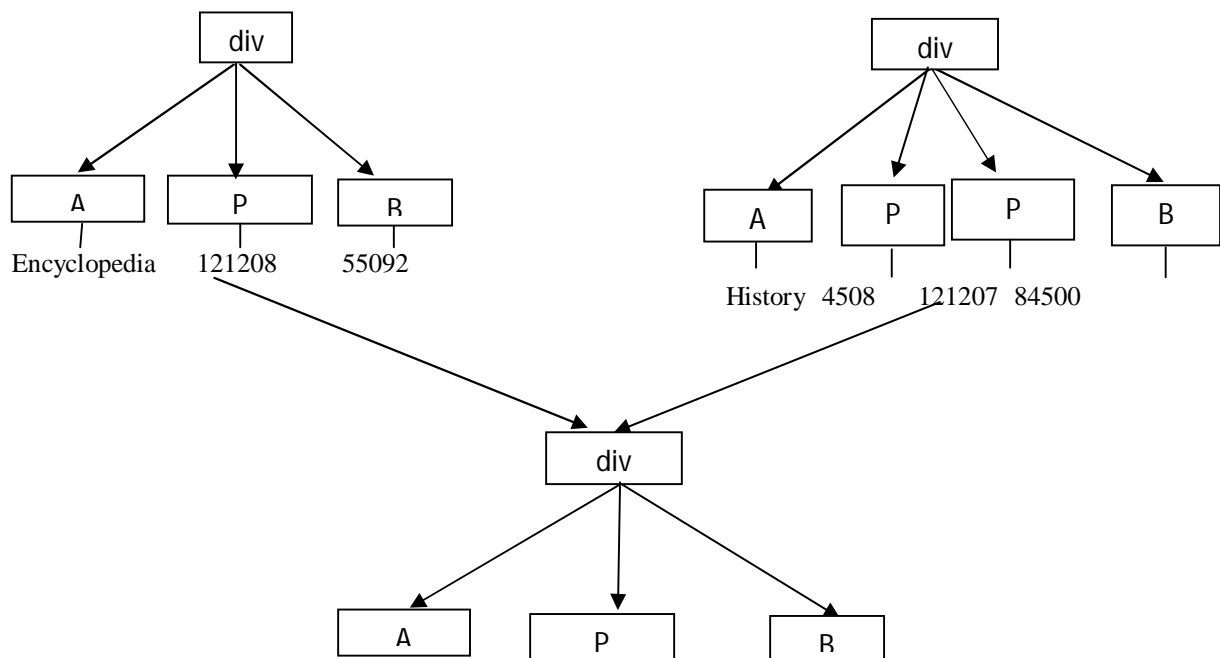 div
div
A P B
A P P B
Encyclopedia 121208 55092
History 4508 121207 84500
div
A P B